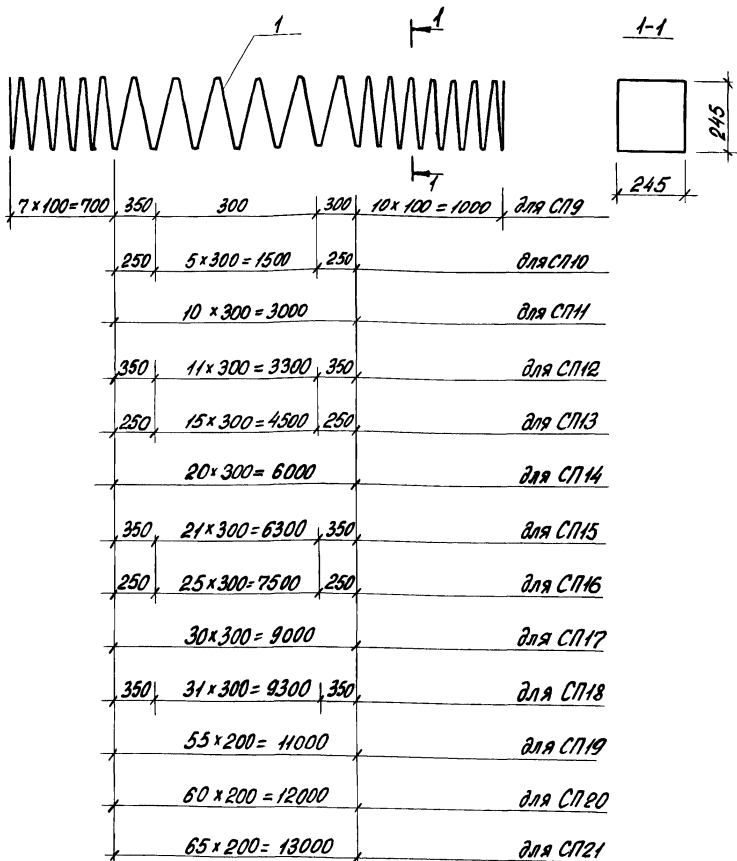 1 1 1-1
245
1
245
7×100=700 350 300 300 10×100=1000 для СП9
250 5×300=1500 250 для СП10
10×300=3000 для СП11
350 11×300=3300 350 для СП12
250 15×300=4500 250 для СП13
20×300=6000 для СП14
350 21×300=6300 350 для СП15
250 25×300=7500 250 для СП16
30×300=9000 для СП17
350 31×300=9300 350 для СП18
55×200=11000 для СП19
60×200=12000 для СП20
65×200=13000 для СП21